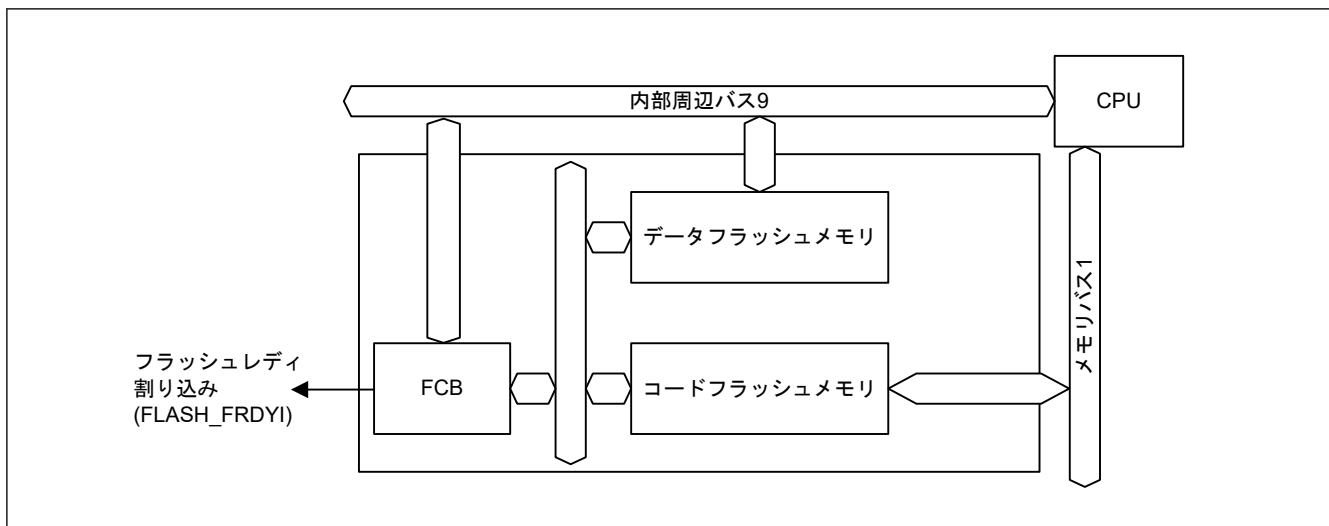 内部周辺バス9
CPU
データフラッシュメモリ
メモリバス1
フラッシュレディ
割り込み
(FLASH_FRDYI)
FCB
コードフラッシュメモリ